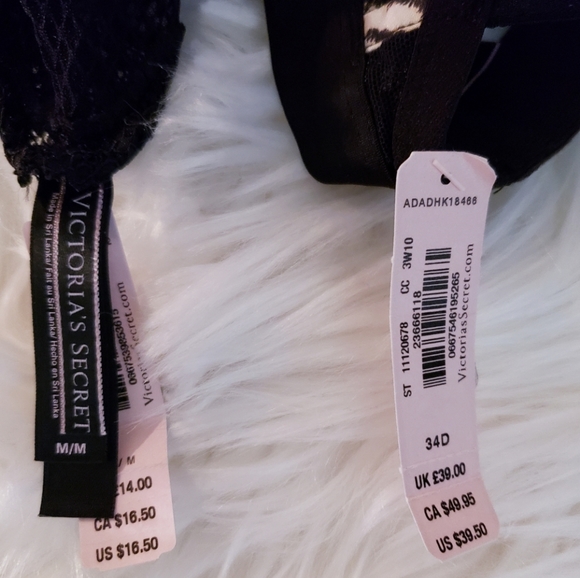 VICTORIA'S SECRET
Made in Sri Lanka/ Fait au Sri Lanka/ Hecho en Sri Lanka
M/M
/ M
£14.00
CA $16.50
US $16.50
ADADHK18466
ST 11120678 CC 3W10
23666118
0667546195265
VictoriasSecret.com
34D
UK £39.00
CA $49.95
US $39.50